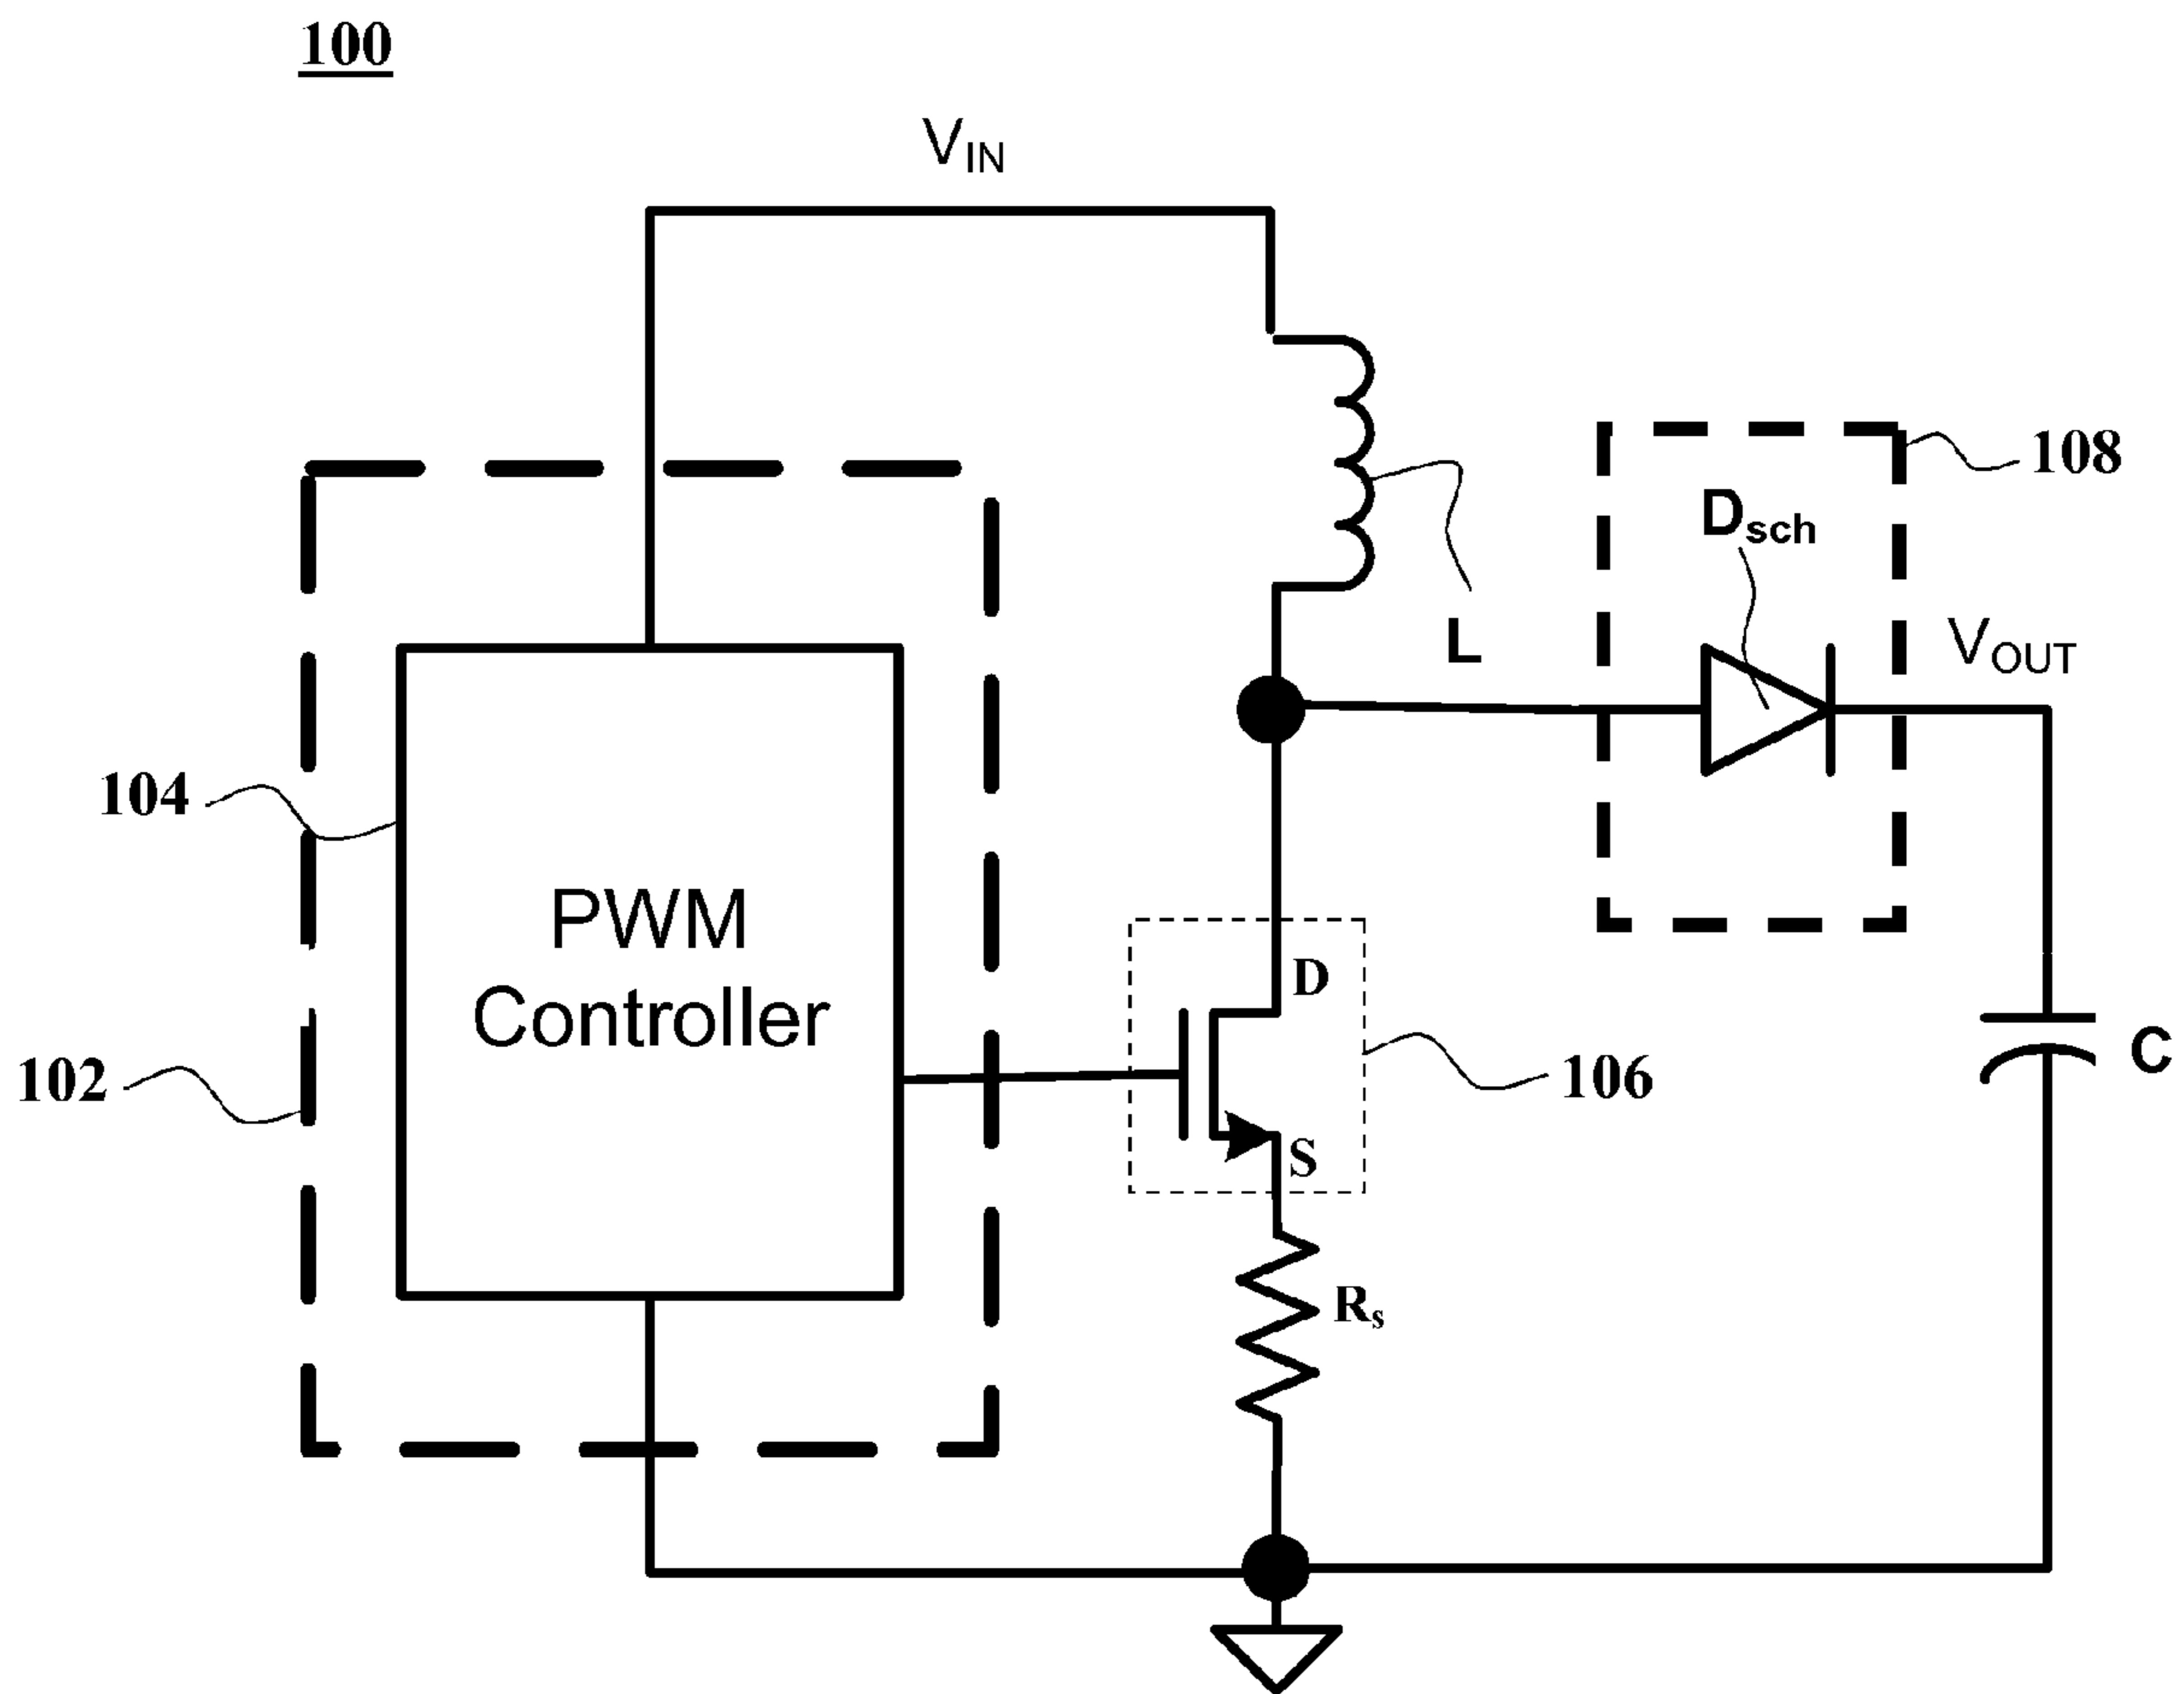 100
VIN
108
Dsch
L
VOUT
104
PWM
Controller
D
C
102
106
S
Rs